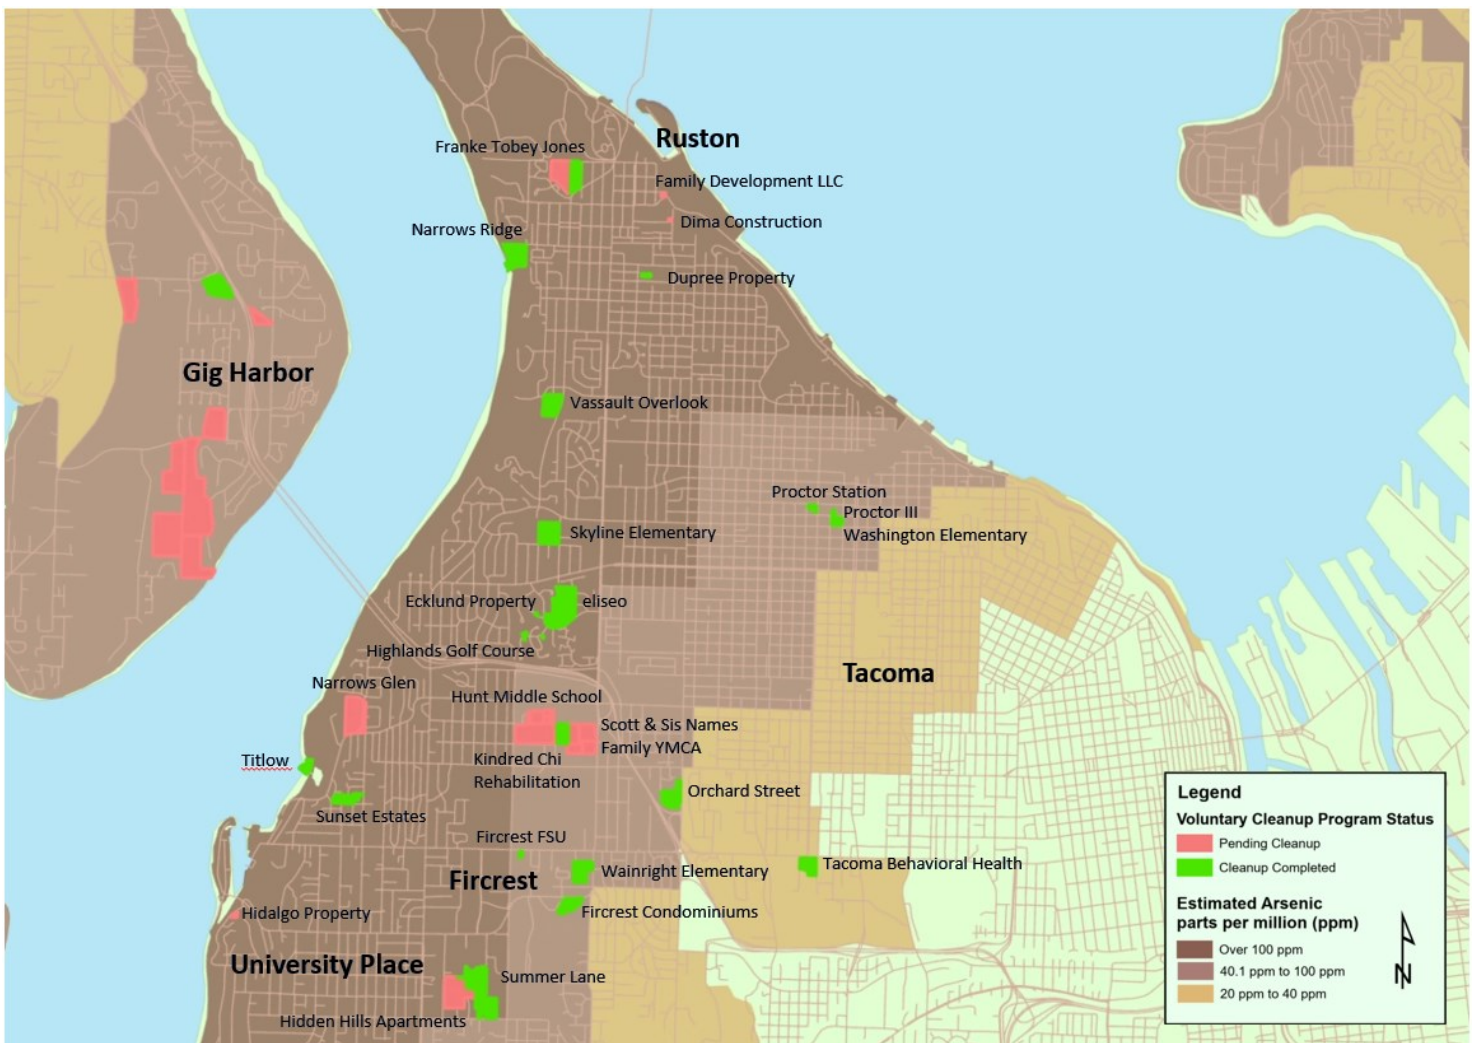 Ruston
Franke Tobey Jones
Family Development LLC
Dima Construction
Narrows Ridge
Dupree Property
Gig Harbor
Vassault Overlook
Proctor Station
Proctor III
Skyline Elementary
Washington Elementary
Ecklund Property
eliseo
Highlands Golf Course
Tacoma
Narrows Glen
Hunt Middle School
Scott & Sis Names
Family YMCA
Kindred Chi
Rehabilitation
Titlow
Orchard Street
Sunset Estates
Fircrest FSU
Tacoma Behavioral Health
Wainright Elementary
Fircrest
Fircrest Condominiums
Hidalgo Property
University Place
Summer Lane
Hidden Hills Apartments
Legend
Voluntary Cleanup Program Status
Pending Cleanup
Cleanup Completed
Estimated Arsenic
parts per million (ppm)
Over 100 ppm
40.1 ppm to 100 ppm
20 ppm to 40 ppm
N